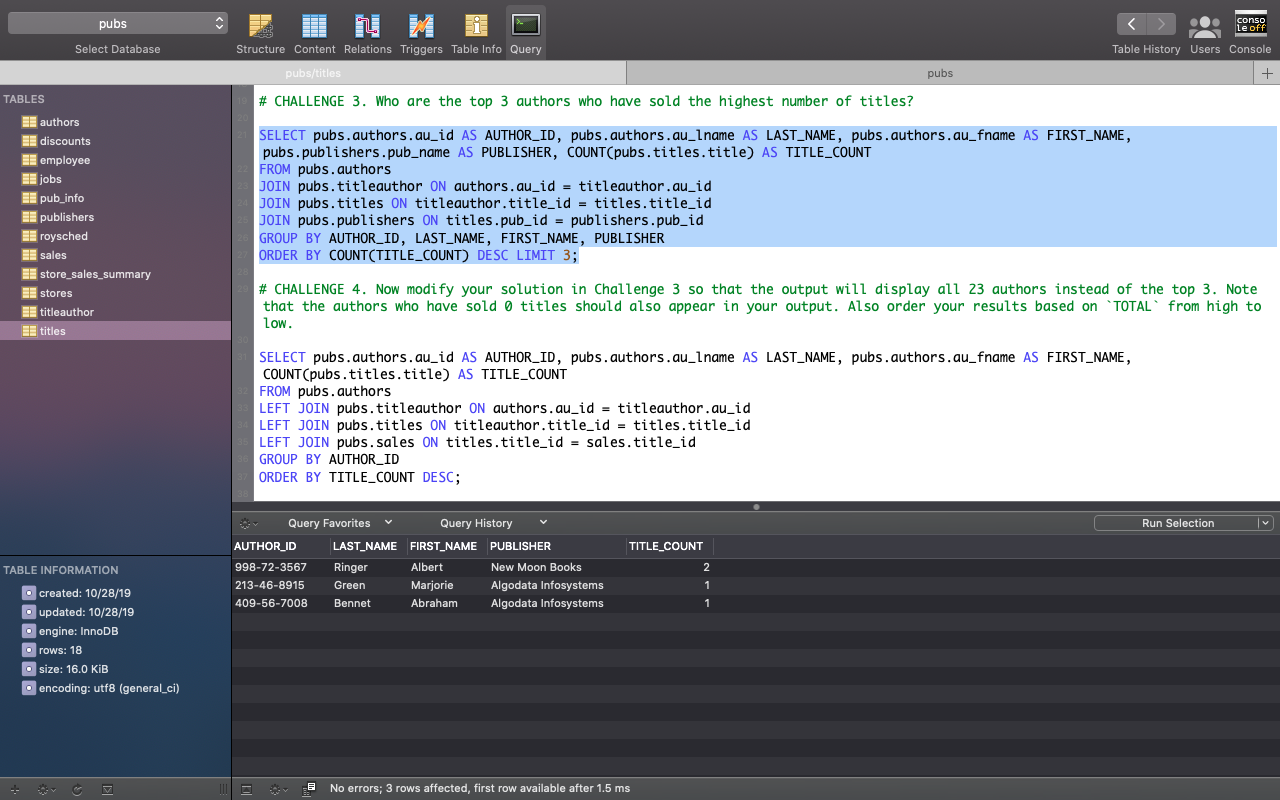 pubs
Select Database
Structure
Content
Relations
Triggers
Table Info
Query
Table History
Users
Console
conso
le off
pubs/titles
pubs
TABLES
authors
discounts
employee
jobs
pub_info
publishers
roysched
sales
store_sales_summary
stores
titleauthor
titles
TABLE INFORMATION
created: 10/28/19
updated: 10/28/19
engine: InnoDB
rows: 18
size: 16.0 KiB
encoding: utf8 (general_ci)
19 # CHALLENGE 3. Who are the top 3 authors who have sold the highest number of titles?
20
21 SELECT pubs.authors.au_id AS AUTHOR_ID, pubs.authors.au_lname AS LAST_NAME, pubs.authors.au_fname AS FIRST_NAME,
pubs.publishers.pub_name AS PUBLISHER, COUNT(pubs.titles.title) AS TITLE_COUNT
22 FROM pubs.authors
23 JOIN pubs.titleauthor ON authors.au_id = titleauthor.au_id
24 JOIN pubs.titles ON titleauthor.title_id = titles.title_id
25 JOIN pubs.publishers ON titles.pub_id = publishers.pub_id
26 GROUP BY AUTHOR_ID, LAST_NAME, FIRST_NAME, PUBLISHER
27 ORDER BY COUNT(TITLE_COUNT) DESC LIMIT 3;
28
29 # CHALLENGE 4. Now modify your solution in Challenge 3 so that the output will display all 23 authors instead of the top 3. Note
that the authors who have sold 0 titles should also appear in your output. Also order your results based on `TOTAL` from high to
low.
30
31 SELECT pubs.authors.au_id AS AUTHOR_ID, pubs.authors.au_lname AS LAST_NAME, pubs.authors.au_fname AS FIRST_NAME,
COUNT(pubs.titles.title) AS TITLE_COUNT
32 FROM pubs.authors
33 LEFT JOIN pubs.titleauthor ON authors.au_id = titleauthor.au_id
34 LEFT JOIN pubs.titles ON titleauthor.title_id = titles.title_id
35 LEFT JOIN pubs.sales ON titles.title_id = sales.title_id
36 GROUP BY AUTHOR_ID
37 ORDER BY TITLE_COUNT DESC;
38
Query Favorites
Query History
Run Selection
AUTHOR_ID LAST_NAME FIRST_NAME PUBLISHER TITLE_COUNT
998-72-3567 Ringer Albert New Moon Books 2
213-46-8915 Green Marjorie Algodata Infosystems 1
409-56-7008 Bennet Abraham Algodata Infosystems 1
No errors; 3 rows affected, first row available after 1.5 ms